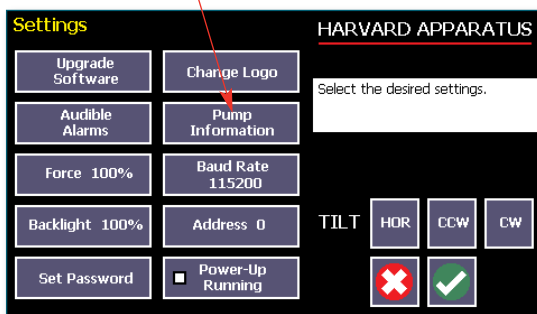 Settings
HARVARD APPARATUS
Upgrade
Software
Change Logo
Select the desired settings.
Audible
Alarms
Pump
Information
Force 100%
Baud Rate
115200
Backlight 100%
Address 0
TILT
HOR
CCW
CW
Set Password
Power-Up
Running